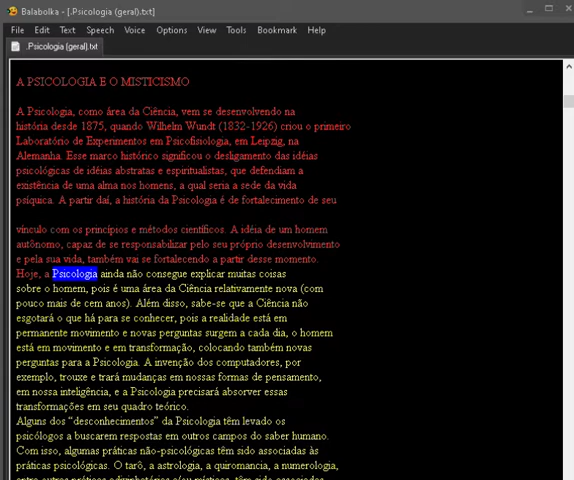 Balabolka - [.Psicologia (geral).txt]
File Edit Text Speech Voice Options View Tools Bookmark Help
.Psicologia (geral).txt
A PSICOLOGIA E O MISTICISMO
A Psicologia, como área da Ciência, vem se desenvolvendo na
história desde 1875, quando Wilhelm Wundt (1832-1926) criou o primeiro
Laboratório de Experimentos em Psicofisiologia, em Leipzig, na
Alemanha. Esse marco histórico significou o desligamento das idéias
psicológicas de idéias abstratas e espiritualistas, que defendiam a
existência de uma alma nos homens, a qual seria a sede da vida
psíquica. A partir daí, a história da Psicologia é de fortalecimento de seu
vínculo com os princípios e métodos científicos. A idéia de um homem
autônomo, capaz de se responsabilizar pelo seu próprio desenvolvimento
e pela sua vida, também vai se fortalecendo a partir desse momento.
Hoje, a Psicologia ainda não consegue explicar muitas coisas
sobre o homem, pois é uma área da Ciência relativamente nova (com
pouco mais de cem anos). Além disso, sabe-se que a Ciência não
esgotará o que há para se conhecer, pois a realidade está em
permanente movimento e novas perguntas surgem a cada dia, o homem
está em movimento e em transformação, colocando também novas
perguntas para a Psicologia. A invenção dos computadores, por
exemplo, trouxe e trará mudanças em nossas formas de pensamento,
em nossa inteligência, e a Psicologia precisará absorver essas
transformações em seu quadro teórico.
Alguns dos “desconhecimentos” da Psicologia têm levado os
psicólogos a buscarem respostas em outros campos do saber humano.
Com isso, algumas práticas não-psicológicas têm sido associadas às
práticas psicológicas. O tarô, a astrologia, a quiromancia, a numerologia,
entre outras práticas adivinhatórias e/ou místicas, têm sido associadas